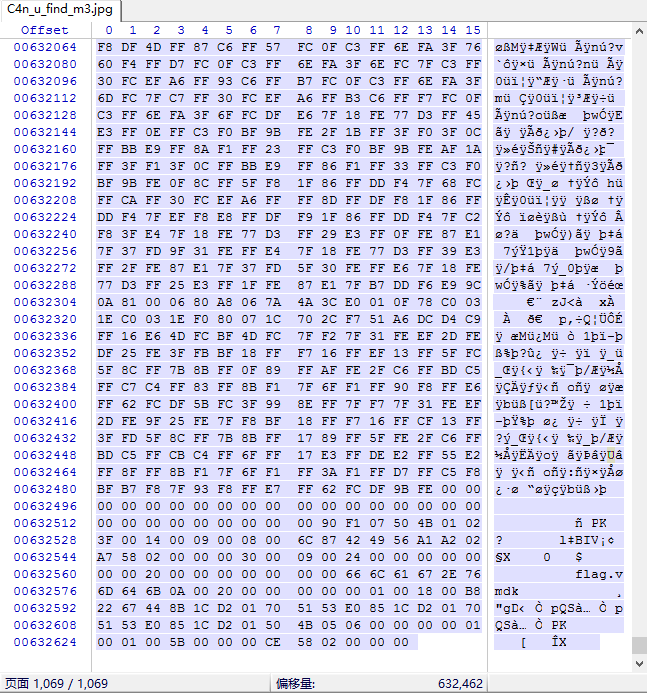 C4n_u_find_m3.jpg
Offset 0 1 2 3 4 5 6 7 8 9 10 11 12 13 14 15
00632064 F8 DF 4D FF 87 C6 FF 57 FC 0F C3 FF 6E FA 3F 76
00632080 60 F4 FF D7 FC 0F C3 FF 6E FA 3F 6E FC 7F C3 FF
00632096 30 FC EF A6 FF 93 C6 FF B7 FC 0F C3 FF 6E FA 3F
00632112 6D FC 7F C7 FF 30 FC EF A6 FF B3 C6 FF F7 FC 0F
00632128 C3 FF 6E FA 3F 6F FC DF E6 7F 18 FE 77 D3 FF 45
00632144 E3 FF 0E FF C3 F0 BF 9B FE 2F 1B FF 3F F0 3F 0C
00632160 FF BB E9 FF 8A F1 FF 23 FF C3 F0 BF 9B FE AF 1A
00632176 FF 3F F1 3F 0C FF BB E9 FF 86 F1 FF 33 FF C3 F0
00632192 BF 9B FE 0F 8C FF 5F F8 1F 86 FF DD F4 7F 68 FC
00632208 FF CA FF 30 FC EF A6 FF FF 8D FF DF F8 1F 86 FF
00632224 DD F4 7F EF F8 E8 FF DF F9 1F 86 FF DD F4 7F C2
00632240 F8 3F E4 7F 18 FE 77 D3 FF 29 E3 FF 0F FE 87 E1
00632256 7F 37 FD 9F 31 FE FF E4 7F 18 FE 77 D3 FF 39 E3
00632272 FF 2F FE 87 E1 7F 37 FD 5F 30 FE FF E6 7F 18 FE
00632288 77 D3 FF 25 E3 FF 1F FE 87 E1 7F B7 DD F6 E9 9C
00632304 0A 81 00 06 80 A8 06 7A 4A 3C E0 01 0F 78 C0 03
00632320 1E C0 03 1E F0 80 07 1C 70 2C F7 51 A6 DC D4 C9
00632336 FF 16 E6 4D FC BF 4D FC 7F F2 7F 31 FE EF 2D FE
00632352 DF 25 FE 3F FB BF 18 FF F7 16 FF EF 13 FF 5F FC
00632368 5F 8C FF 7B 8B FF 0F 89 FF AF FE 2F C6 FF BD C5
00632384 FF C7 C4 FF 83 FF 8B F1 7F 6F F1 FF 90 F8 FF E6
00632400 FF 62 FC DF 5B FC 3F 99 8E FF 7F F7 7F 31 FE EF
00632416 2D FE 9F 25 FE 7F F8 BF 18 FF F7 16 FF CF 13 FF
00632432 3F FD 5F 8C FF 7B 8B FF 17 89 FF 5F FE 2F C6 FF
00632448 BD C5 FF CB C4 FF 6F FF 17 E3 FF DE E2 FF 55 E2
00632464 FF 8F FF 8B F1 7F 6F F1 FF 3A F1 FF D7 FF C5 F8
00632480 BF B7 F8 7F 93 F8 FF E7 FF 62 FC DF 9B FE 00 00
00632496 00 00 00 00 00 00 00 00 00 00 00 00 00 00 00 00
00632512 00 00 00 00 00 00 00 00 00 90 F1 07 50 4B 01 02 ñ PK
00632528 3F 00 14 00 09 00 08 00 6C 87 42 49 56 A1 A2 02 ? l‡BIV¡¢
00632544 A7 58 02 00 00 00 30 00 09 00 24 00 00 00 00 00 §X 0 $
00632560 00 00 20 00 00 00 00 00 00 00 66 6C 61 67 2E 76 flag.v
00632576 6D 64 6B 0A 00 20 00 00 00 00 00 01 00 18 00 B8 mdk ¸
00632592 22 67 44 8B 1C D2 01 70 51 53 E0 85 1C D2 01 70 "gD‹ Ò pQSà… Ò p
00632608 51 53 E0 85 1C D2 01 50 4B 05 06 00 00 00 00 01 QSà… Ò PK
00632624 00 01 00 5B 00 00 00 CE 58 02 00 00 00 [ ÎX
页面 1,069 / 1,069 偏移量: 632,462